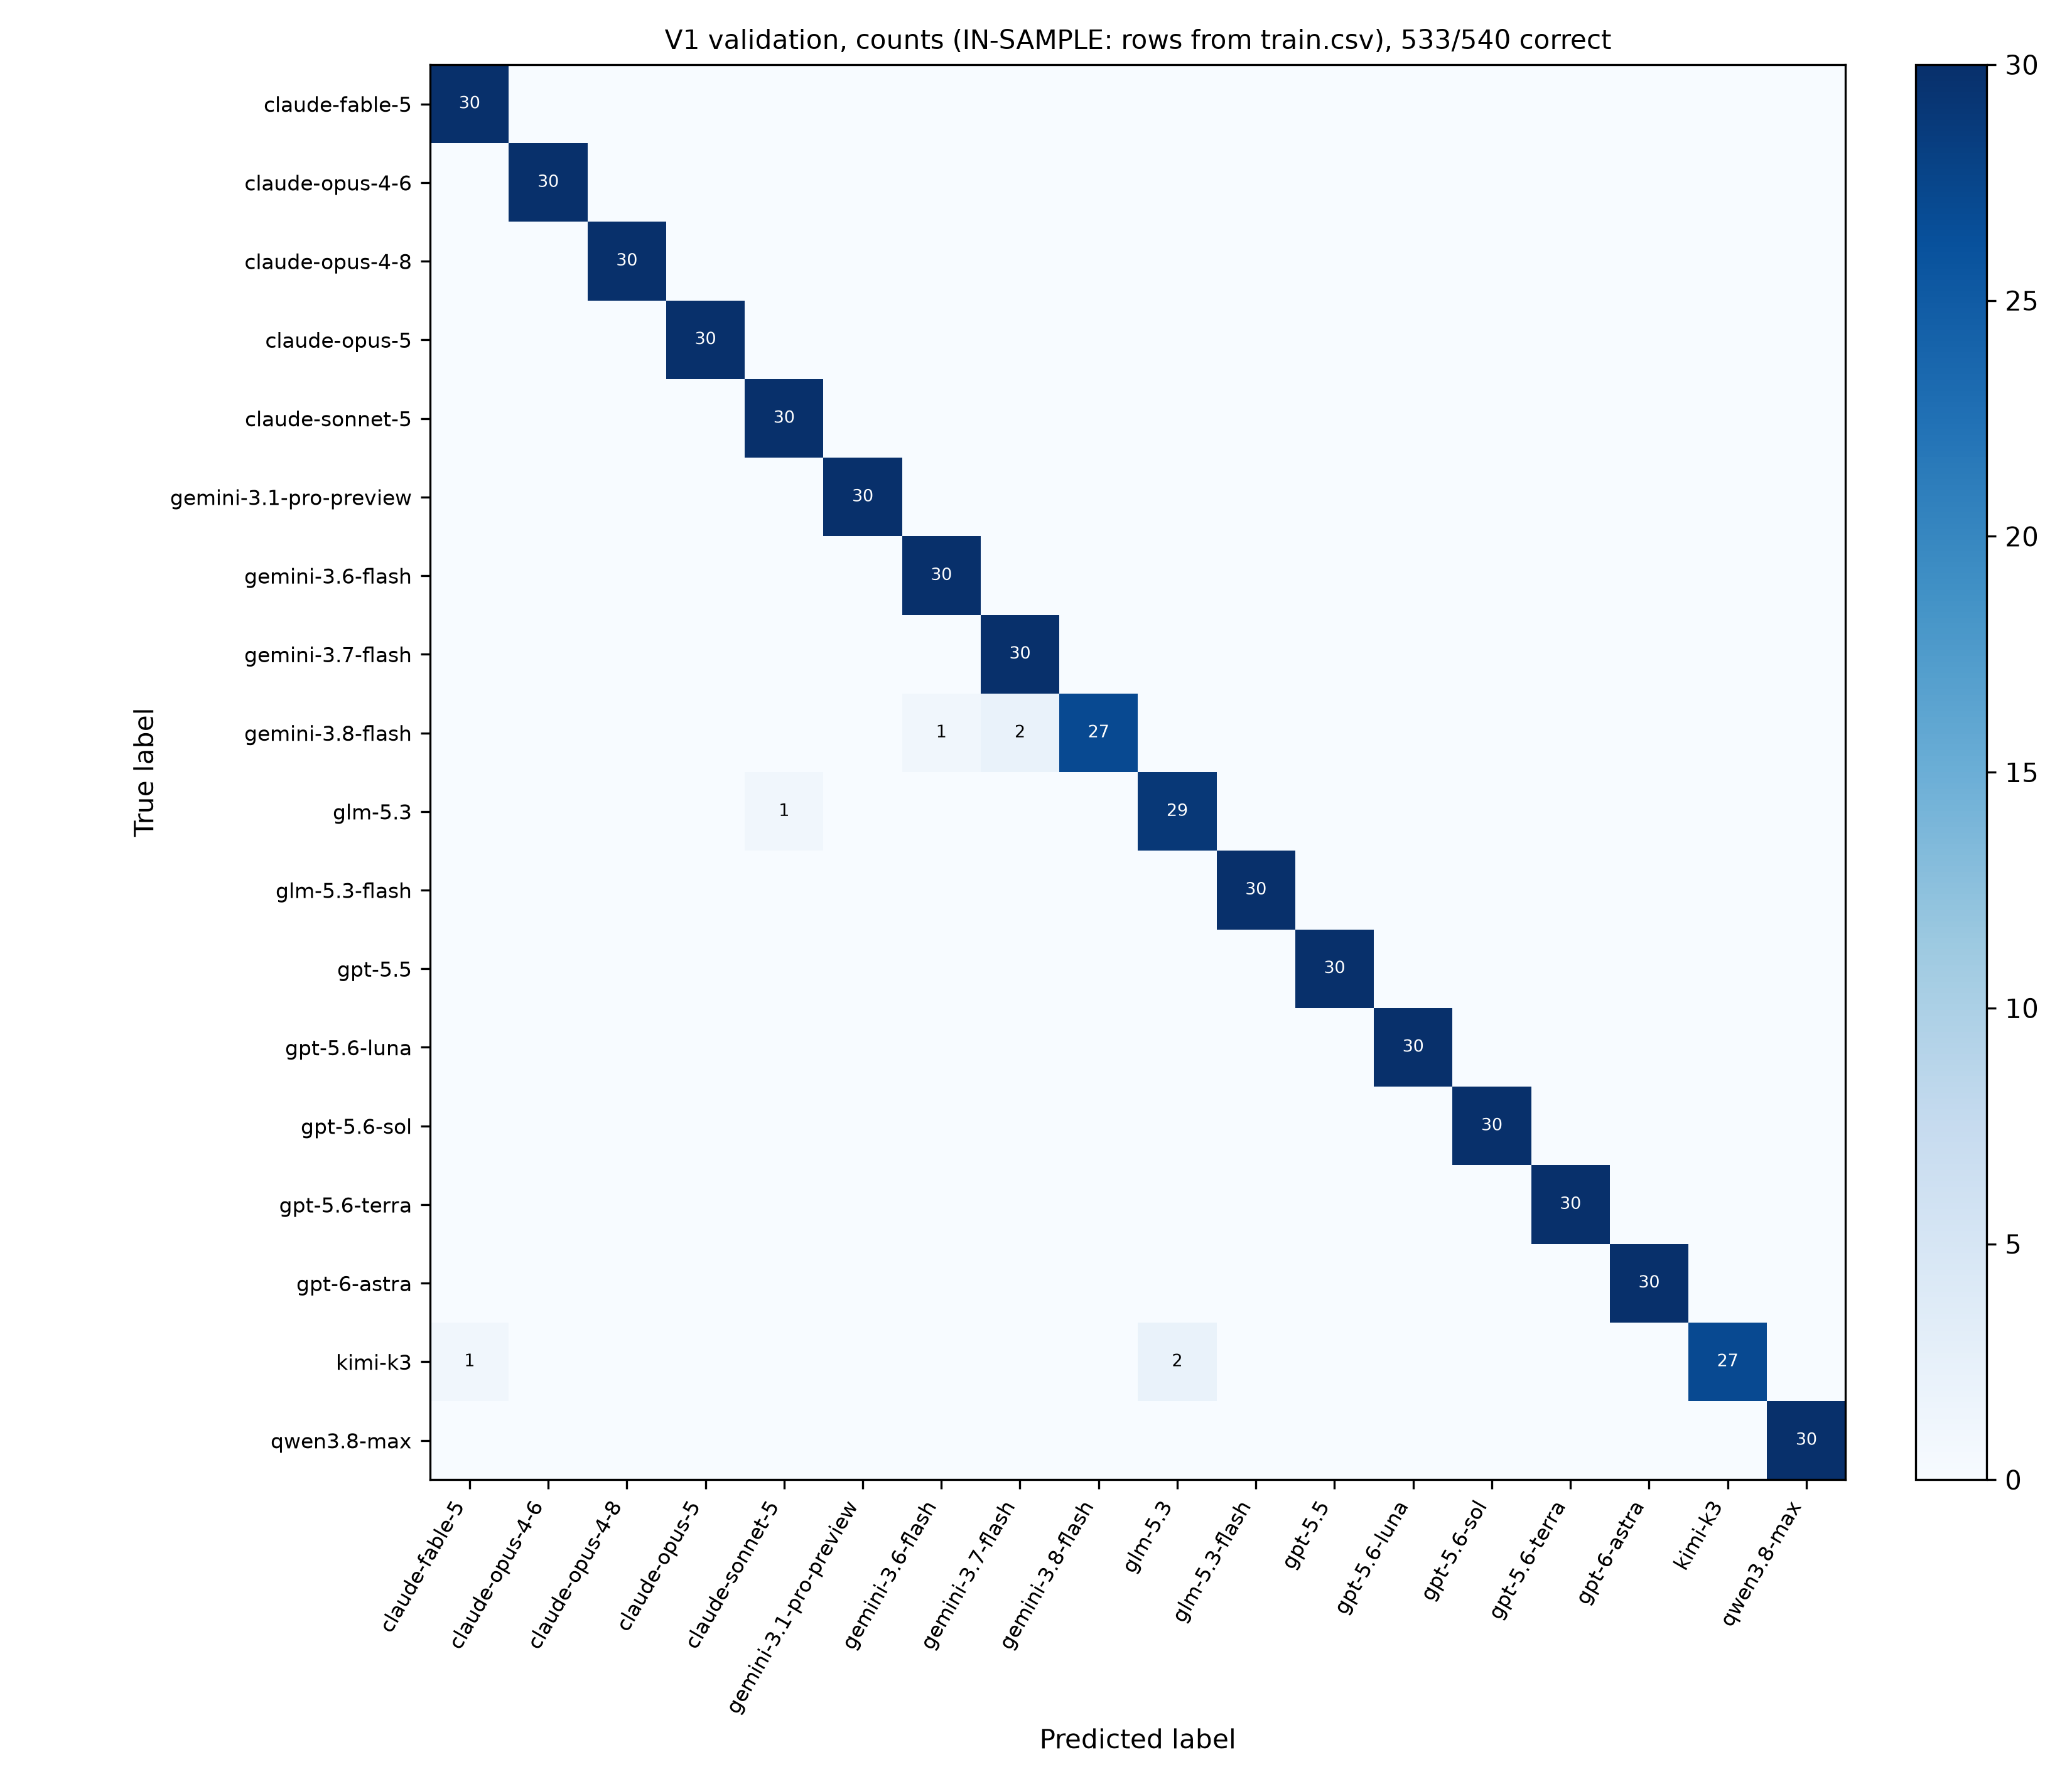 V1 validation, counts (IN-SAMPLE: rows from train.csv), 533/540 correct
True label
claude-fable-5 30
claude-opus-4-6 30
claude-opus-4-8 30
claude-opus-5 30
claude-sonnet-5 30
gemini-3.1-pro-preview 30
gemini-3.6-flash 30
gemini-3.7-flash 30
gemini-3.8-flash 1 2 27
glm-5.3 1 29
glm-5.3-flash 30
gpt-5.5 30
gpt-5.6-luna 30
gpt-5.6-sol 30
gpt-5.6-terra 30
gpt-6-astra 30
kimi-k3 1 2 27
qwen3.8-max 30
claude-fable-5
claude-opus-4-6
claude-opus-4-8
claude-opus-5
claude-sonnet-5
gemini-3.1-pro-preview
gemini-3.6-flash
gemini-3.7-flash
gemini-3.8-flash
glm-5.3
glm-5.3-flash
gpt-5.5
gpt-5.6-luna
gpt-5.6-sol
gpt-5.6-terra
gpt-6-astra
kimi-k3
qwen3.8-max
Predicted label
30
25
20
15
10
5
0